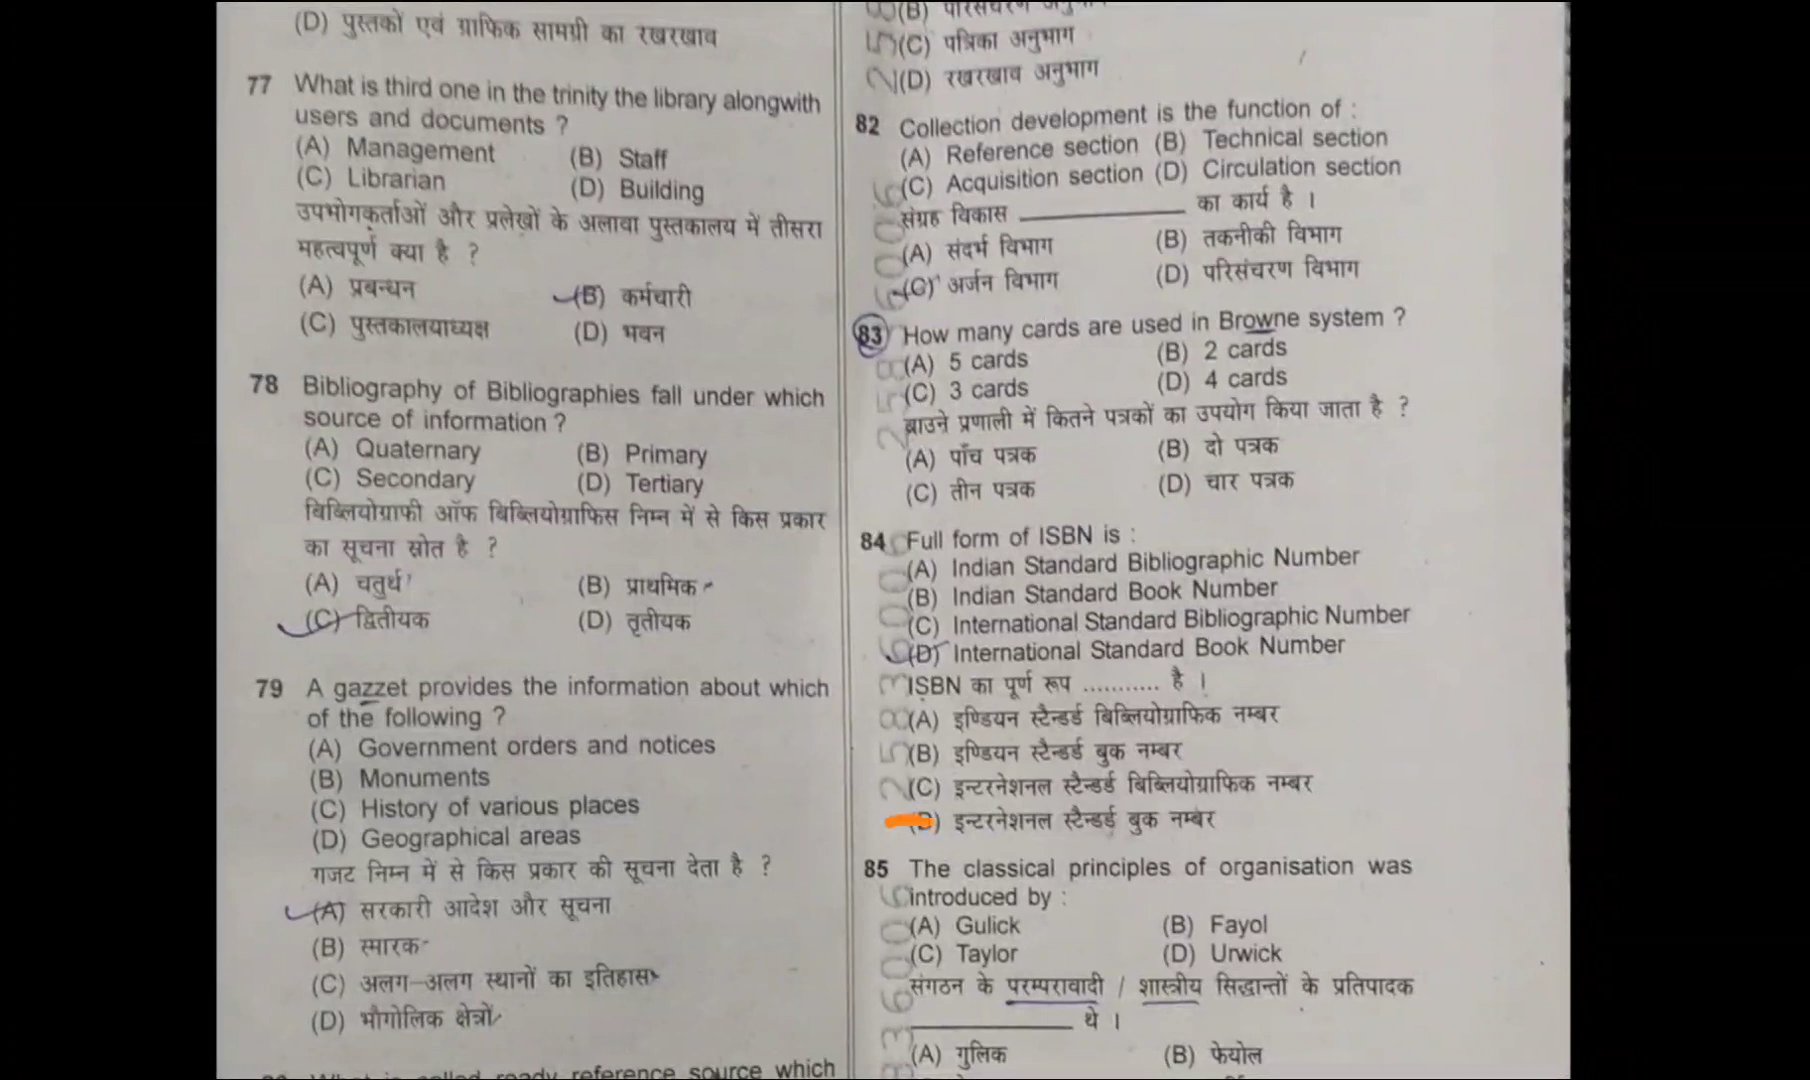 (D) पुस्तकों एवं ग्राफिक सामग्री का रखरखाव
77 What is third one in the trinity the library alongwith
users and documents ?
(A) Management (B) Staff
(C) Librarian (D) Building
उपभोगकर्ताओं और प्रलेखों के अलावा पुस्तकालय में तीसरा
महत्वपूर्ण क्या है ?
(A) प्रबन्धन (B) कर्मचारी
(C) पुस्तकालयाध्यक्ष (D) भवन
78 Bibliography of Bibliographies fall under which
source of information ?
(A) Quaternary (B) Primary
(C) Secondary (D) Tertiary
बिब्लियोग्राफी ऑफ बिब्लियोग्राफिस निम्न में से किस प्रकार
का सूचना स्रोत है ?
(A) चतुर्थ (B) प्राथमिक
(C) द्वितीयक (D) तृतीयक
79 A gazzet provides the information about which
of the following ?
(A) Government orders and notices
(B) Monuments
(C) History of various places
(D) Geographical areas
गजट निम्न में से किस प्रकार की सूचना देता है ?
(A) सरकारी आदेश और सूचना
(B) स्मारक
(C) अलग-अलग स्थानों का इतिहास
(D) भौगोलिक क्षेत्रों
What is called ready reference source which
(B) परिसंचरण
(C) पत्रिका अनुभाग
(D) रखरखाव अनुभाग
82 Collection development is the function of :
(A) Reference section (B) Technical section
(C) Acquisition section (D) Circulation section
संग्रह विकास __________ का कार्य है ।
(A) संदर्भ विभाग (B) तकनीकी विभाग
(C) अर्जन विभाग (D) परिसंचरण विभाग
83 How many cards are used in Browne system ?
(A) 5 cards (B) 2 cards
(C) 3 cards (D) 4 cards
ब्राउने प्रणाली में कितने पत्रकों का उपयोग किया जाता है ?
(A) पाँच पत्रक (B) दो पत्रक
(C) तीन पत्रक (D) चार पत्रक
84 Full form of ISBN is :
(A) Indian Standard Bibliographic Number
(B) Indian Standard Book Number
(C) International Standard Bibliographic Number
(D) International Standard Book Number
ISBN का पूर्ण रूप ........... है ।
(A) इण्डियन स्टैन्डर्ड बिब्लियोग्राफिक नम्बर
(B) इण्डियन स्टैन्डर्ड बुक नम्बर
(C) इन्टरनेशनल स्टैन्डर्ड बिब्लियोग्राफिक नम्बर
(D) इन्टरनेशनल स्टैन्डर्ड बुक नम्बर
85 The classical principles of organisation was
introduced by :
(A) Gulick (B) Fayol
(C) Taylor (D) Urwick
संगठन के परम्परावादी / शास्त्रीय सिद्धान्तों के प्रतिपादक
__________ थे ।
(A) गुलिक (B) फेयोल